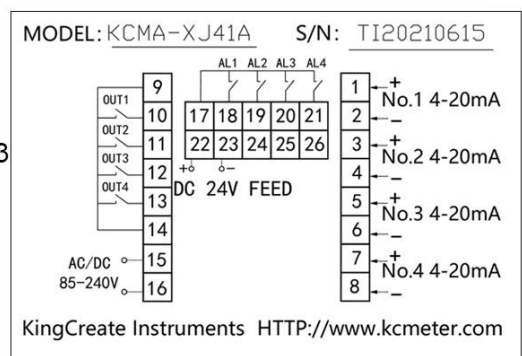 MODEL: KCMA-XJ41A S/N: TI20210615
AL1 AL2 AL3 AL4
OUT1
OUT2
OUT3
OUT4
9
10
11
12
13
14
15
16
17 18 19 20 21
22 23 24 25 26
+ -
DC 24V FEED
AC/DC
85-240V
1 +
No.1 4-20mA
2 -
3 +
No.2 4-20mA
4 -
5 +
No.3 4-20mA
6 -
7 +
No.4 4-20mA
8 -
3
KingCreate Instruments HTTP://www.kcmeter.com